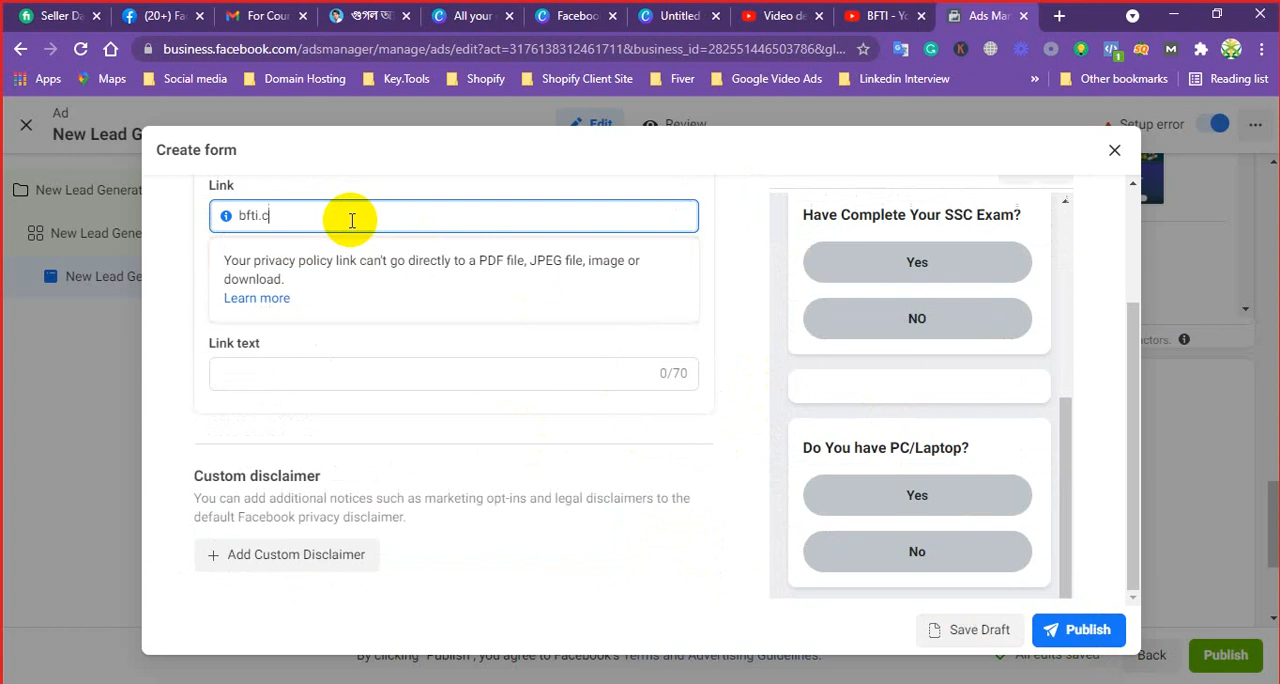 Seller Da
(20+) Fa
For Cour
গুগল অ
All your
Faceboo
Untitled
Video de
BFTI - Yo
Ads Mar
business.facebook.com/adsmanager/manage/ads/edit?act=317613831246171​1&business_id=282551446503786&gl...
Apps
Maps
Social media
Domain Hosting
Key.Tools
Shopify
Shopify Client Site
Fiver
Google Video Ads
Linkedin Interview
»
Other bookmarks
Reading list
Ad
New Lead G
Edit
Review
Setup error
Create form
New Lead Generat
New Lead Gene
New Lead Ge
Link
bfti.c
Your privacy policy link can't go directly to a PDF file, JPEG file, image or
download.
Learn more
Link text
0/70
Custom disclaimer
You can add additional notices such as marketing opt-ins and legal disclaimers to the
default Facebook privacy disclaimer.
+ Add Custom Disclaimer
Have Complete Your SSC Exam?
Yes
NO
Do You have PC/Laptop?
Yes
No
ctors.
Save Draft
Publish
By clicking "Publish", you agree to Facebook's Terms and Advertising Guidelines.
All edits saved
Back
Publish